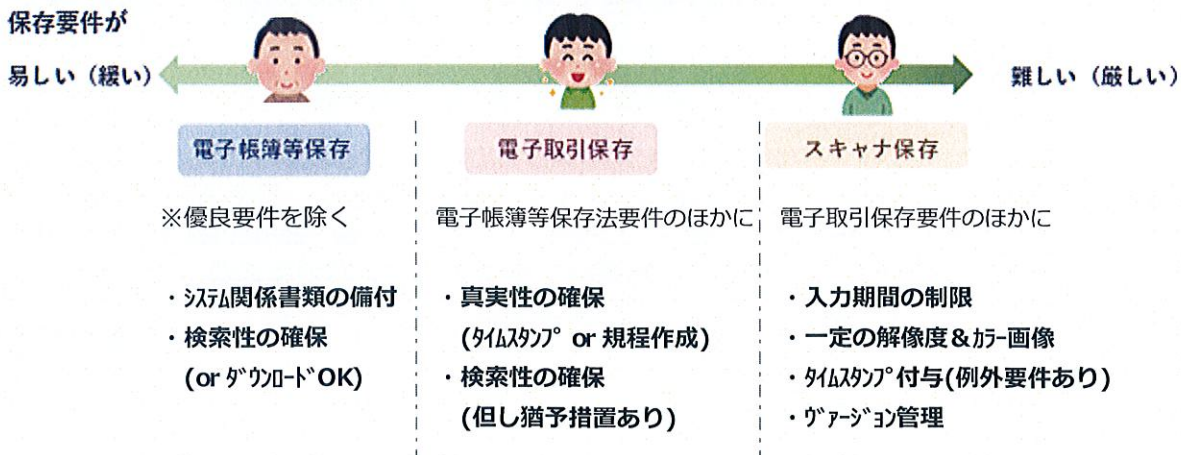 保存要件が
易しい（緩い）
難しい（厳しい）
電子帳簿等保存
※優良要件を除く
・ｼｽﾃﾑ関係書類の備付
・検索性の確保
(or ﾀﾞｳﾝﾛｰﾄﾞOK)
電子取引保存
電子帳簿等保存法要件のほかに
・真実性の確保
(ﾀｲﾑｽﾀﾝﾌﾟ or 規程作成)
・検索性の確保
(但し猶予措置あり)
スキャナ保存
電子取引保存要件のほかに
・入力期間の制限
・一定の解像度＆ｶﾗｰ画像
・ﾀｲﾑｽﾀﾝﾌﾟ付与(例外要件あり)
・ｳﾞｧｰｼﾞｮﾝ管理